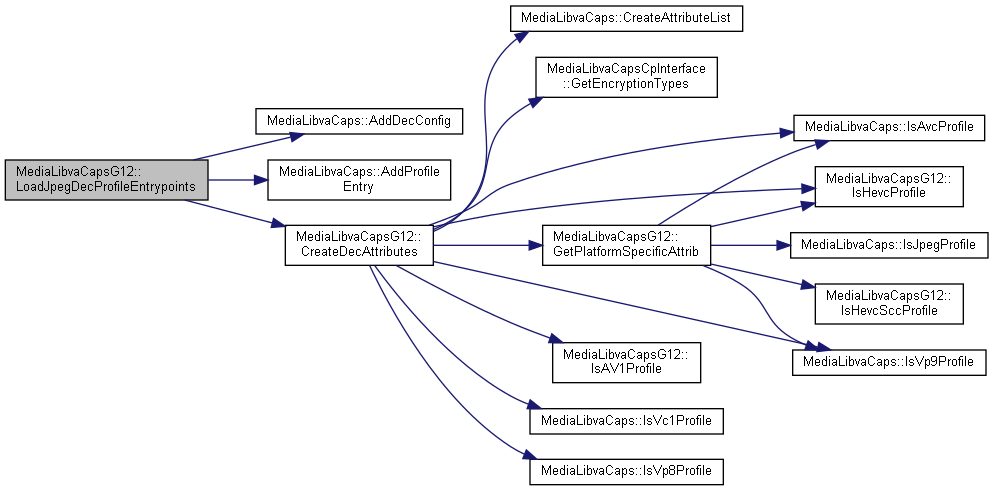 MediaLibvaCaps::CreateAttributeList
MediaLibvaCapsCpInterface
::GetEncryptionTypes
MediaLibvaCaps::AddDecConfig
MediaLibvaCaps::IsAvcProfile
MediaLibvaCapsG12::
LoadJpegDecProfileEntrypoints
MediaLibvaCaps::AddProfile
Entry
MediaLibvaCapsG12::
IsHevcProfile
MediaLibvaCapsG12::
CreateDecAttributes
MediaLibvaCapsG12::
GetPlatformSpecificAttrib
MediaLibvaCaps::IsJpegProfile
MediaLibvaCapsG12::
IsHevcSccProfile
MediaLibvaCapsG12::
IsAV1Profile
MediaLibvaCaps::IsVp9Profile
MediaLibvaCaps::IsVc1Profile
MediaLibvaCaps::IsVp8Profile